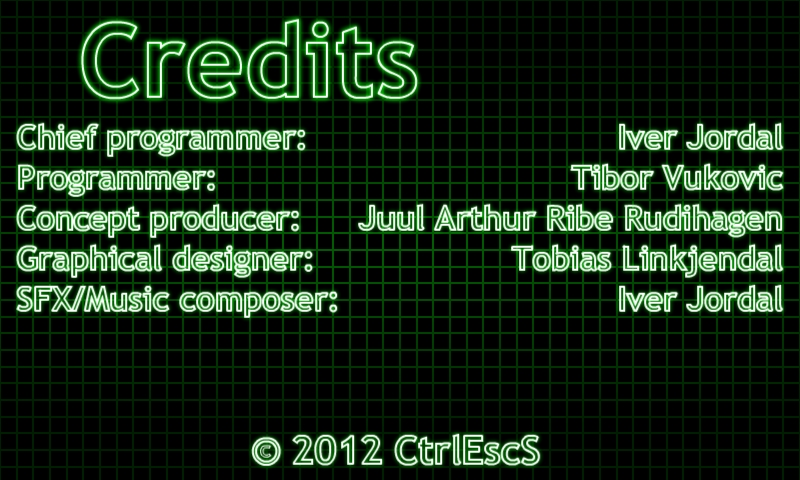 Credits
Chief programmer: Iver Jordal
Programmer: Tibor Vukovic
Concept producer: Juul Arthur Ribe Rudihagen
Graphical designer: Tobias Linkjendal
SFX/Music composer: Iver Jordal
© 2012 CtrlEscS